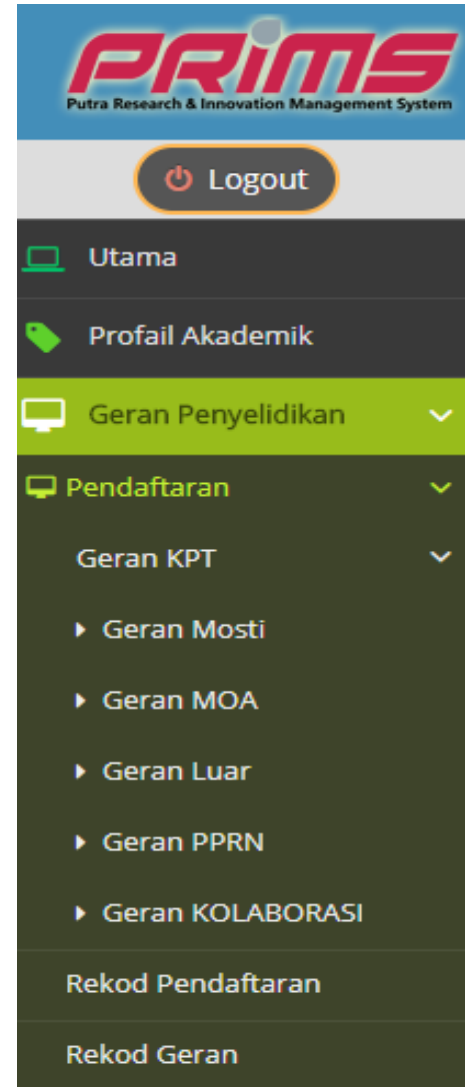 PRiMS
Putra Research & Innovation Management System
Logout
Utama
Profail Akademik
Geran Penyelidikan
Pendaftaran
Geran KPT
Geran Mosti
Geran MOA
Geran Luar
Geran PPRN
Geran KOLABORASI
Rekod Pendaftaran
Rekod Geran